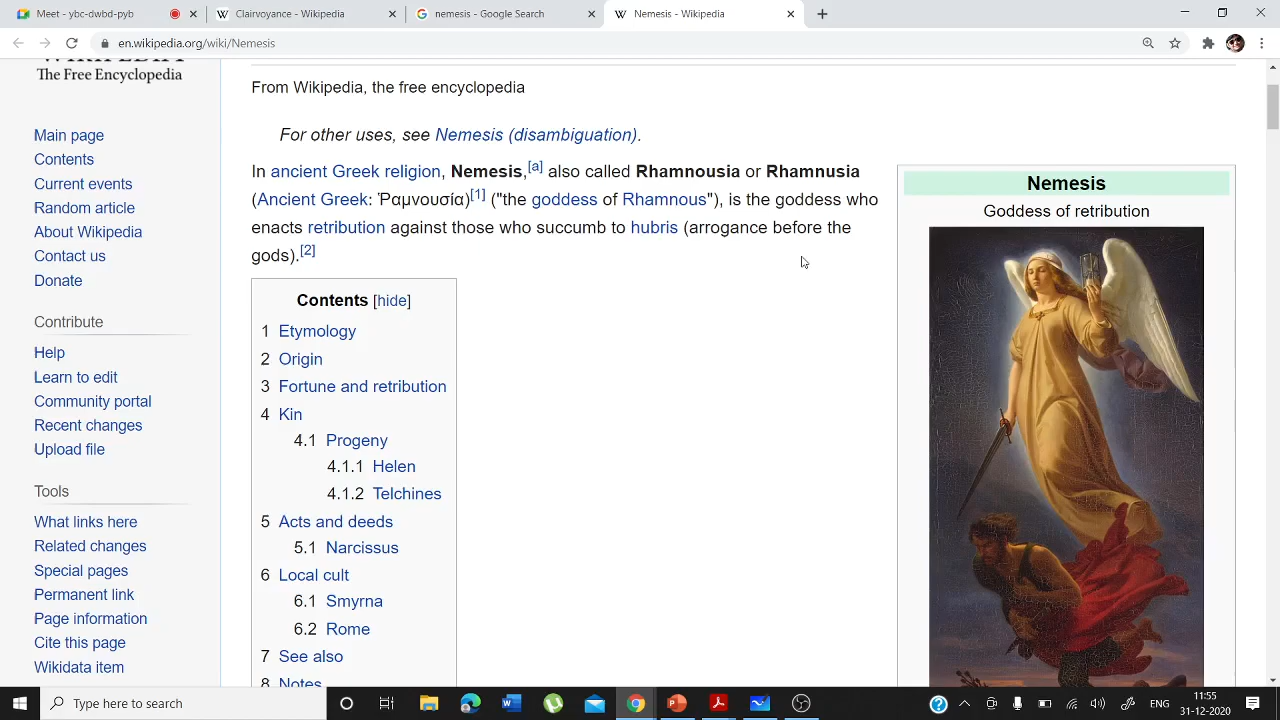 Meet - ybc-dwbd-pyb
Clairvoyance - Wikipedia
nemesis - Google Search
Nemesis - Wikipedia
en.wikipedia.org/wiki/Nemesis
The Free Encyclopedia
Main page
Contents
Current events
Random article
About Wikipedia
Contact us
Donate
Contribute
Help
Learn to edit
Community portal
Recent changes
Upload file
Tools
What links here
Related changes
Special pages
Permanent link
Page information
Cite this page
Wikidata item
From Wikipedia, the free encyclopedia
For other uses, see Nemesis (disambiguation).
In ancient Greek religion, Nemesis,[a] also called Rhamnousia or Rhamnusia
(Ancient Greek: Ῥαμνουσία)[1] ("the goddess of Rhamnous"), is the goddess who
enacts retribution against those who succumb to hubris (arrogance before the
gods).[2]
Contents [hide]
1 Etymology
2 Origin
3 Fortune and retribution
4 Kin
4.1 Progeny
4.1.1 Helen
4.1.2 Telchines
5 Acts and deeds
5.1 Narcissus
6 Local cult
6.1 Smyrna
6.2 Rome
7 See also
8 Notes
Nemesis
Goddess of retribution
Type here to search
ENG
11:55
31-12-2020